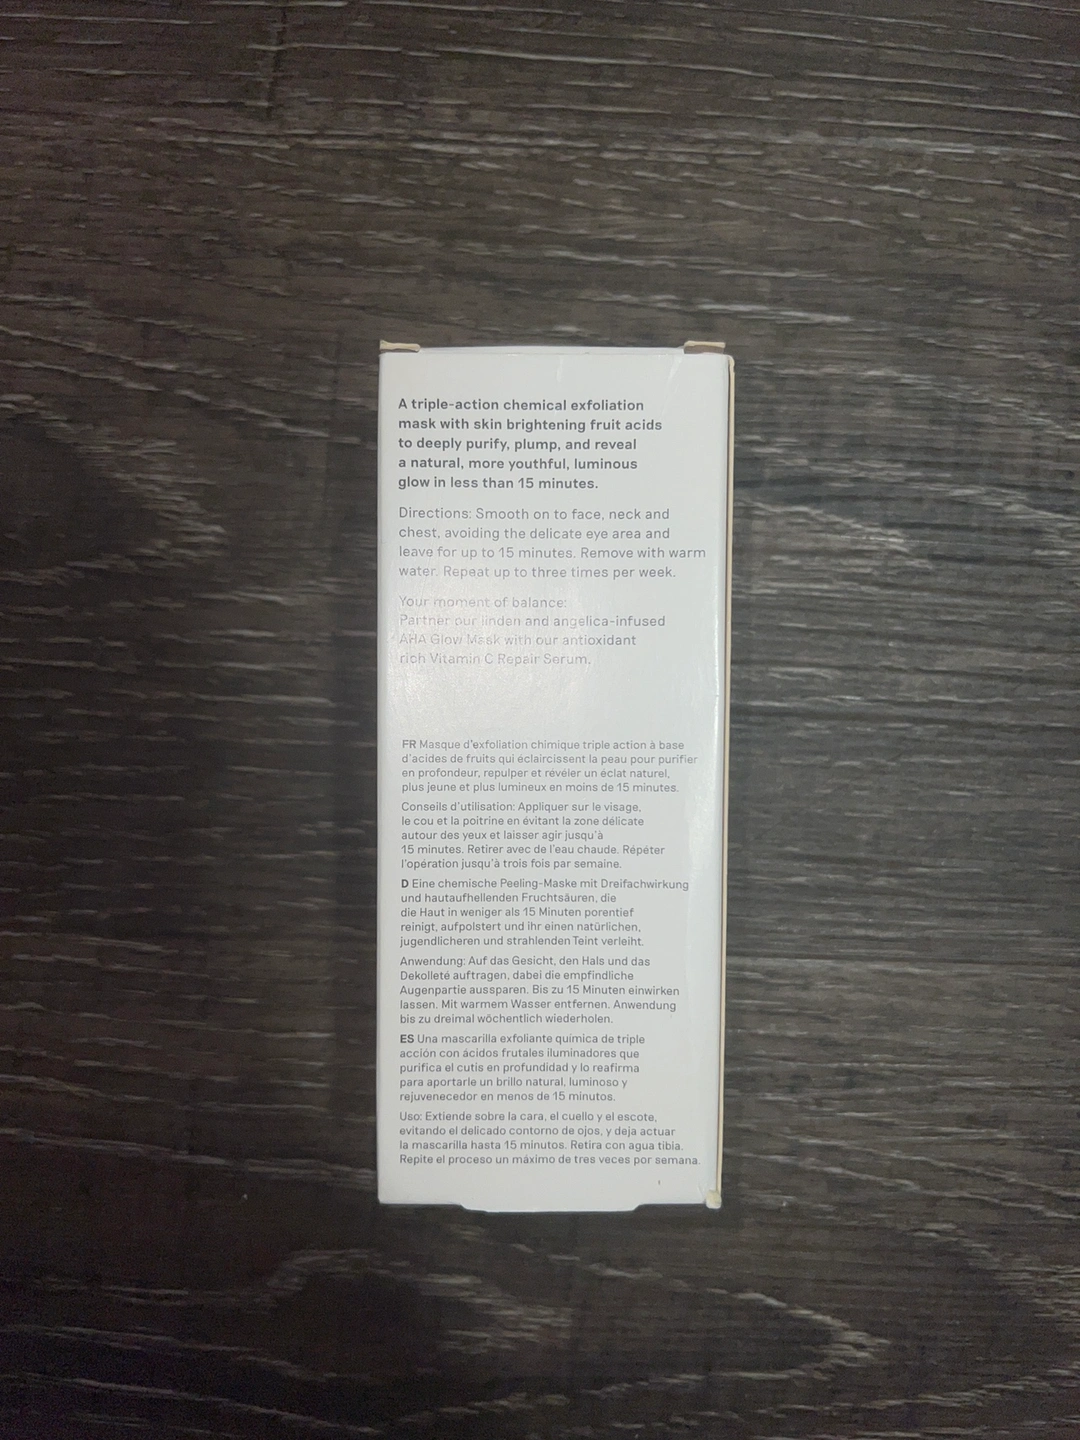 A triple-action chemical exfoliation
mask with skin brightening fruit acids
to deeply purify, plump, and reveal
a natural, more youthful, luminous
glow in less than 15 minutes.
Directions: Smooth on to face, neck and
chest, avoiding the delicate eye area and
leave for up to 15 minutes. Remove with warm
water. Repeat up to three times per week.
Your moment of balance:
Partner our linden and angelica-infused
AHA Glow Mask with our antioxidant
rich Vitamin C Repair Serum.
FR Masque d'exfoliation chimique triple action à base
d'acides de fruits qui éclaircissent la peau pour purifier
en profondeur, repulper et révéler un éclat naturel,
plus jeune et plus lumineux en moins de 15 minutes.
Conseils d'utilisation: Appliquer sur le visage,
le cou et la poitrine en évitant la zone délicate
autour des yeux et laisser agir jusqu'à
15 minutes. Retirer avec de l'eau chaude. Répéter
l'opération jusqu'à trois fois par semaine.
D Eine chemische Peeling-Maske mit Dreifachwirkung
und hautaufhellenden Fruchtsäuren, die
die Haut in weniger als 15 Minuten porentief
reinigt, aufpolstert und ihr einen natürlichen,
jugendlicheren und strahlenden Teint verleiht.
Anwendung: Auf das Gesicht, den Hals und das
Dekolleté auftragen, dabei die empfindliche
Augenpartie aussparen. Bis zu 15 Minuten einwirken
lassen. Mit warmem Wasser entfernen. Anwendung
bis zu dreimal wöchentlich wiederholen.
ES Una mascarilla exfoliante química de triple
acción con ácidos frutales iluminadores que
purifica el cutis en profundidad y lo reafirma
para aportarle un brillo natural, luminoso y
rejuvenecedor en menos de 15 minutos.
Uso: Extiende sobre la cara, el cuello y el escote,
evitando el delicado contorno de ojos, y deja actuar
la mascarilla hasta 15 minutos. Retira con agua tibia.
Repite el proceso un máximo de tres veces por semana.